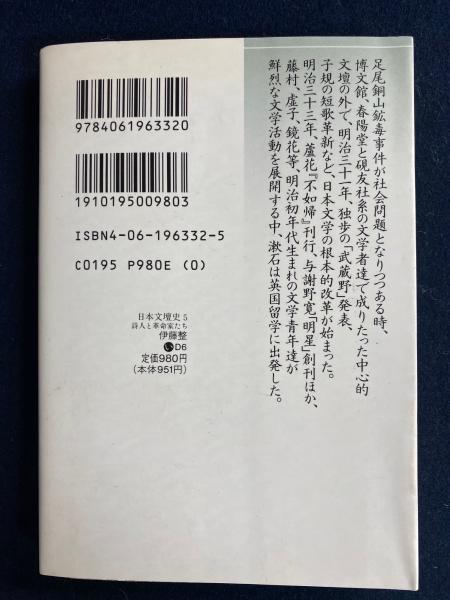 足尾銅山鉱毒事件が社会問題となりつつある時、
博文館、春陽堂と硯友社系の文学者達で成りたった中心的
文壇の外で、明治三十一年、独歩の「武蔵野」発表、
子規の短歌革新など、日本文学の根本的改革が始まった。
明治三十三年、蘆花『不如帰』刊行、与謝野寛「明星」創刊ほか、
藤村、虚子、鏡花等、明治初年代生まれの文学青年達が
鮮烈な文学活動を展開する中、漱石は英国留学に出発した。
9784061963320
1910195009803
ISBN4-06-196332-5
C0195 P980E (0)
日本文壇史5
詩人と革命家たち
伊藤整
い D6
定価980円
(本体951円)